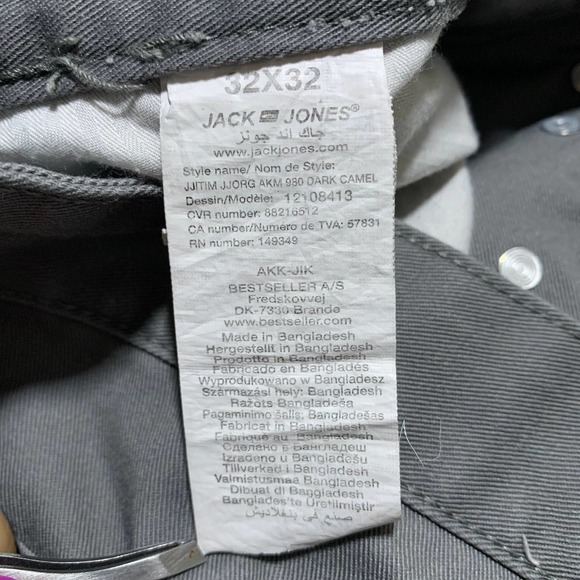 32X32
JACK & JONES®
جاك اند جونز
www.jackjones.com
Style name/ Nom de Style:
JJITIM JJORG AKM 980 DARK CAMEL
Dessin/Modèle: 12108413
CVR number: 88216512
CA number/Numero de TVA: 57831
RN number: 149349
AKK-JIK
BESTSELLER A/S
Fredskovvej
DK-7330 Brande
www.bestseller.com
Made in Bangladesh
Hergestellt in Bangladesh
Prodotto in Bangladesh
Fabricado en Bangladés
Wyprodukowano w Bangladesz
Származási hely: Bangladesh
Ražots Bangladeša
Pagaminimo šalis: Bangladešas
Fabricat in Bangladesh
Fabriqué au Bangladesh
Сделано в Бангладеш
Izrađeno u Bangladešu
Tillverkad i Bangladesh
Valmistusmaa Bangladesh
Dibuat di Bangladesh
Bangladeş'te Üretilmiştir
صنع في بنغلاديش